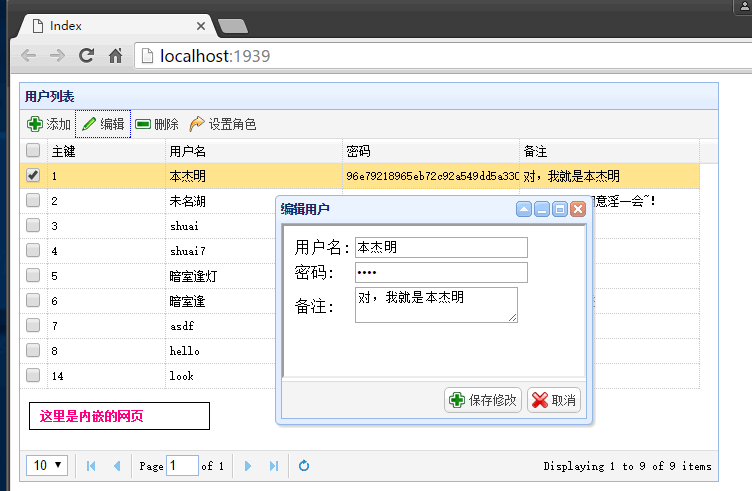 Index
localhost:1939
用户列表
添加 编辑 删除 设置角色
主键 用户名 密码 备注
1 本杰明 96e79218965eb72c92a549dd5a330 对，我就是本杰明
2 未名湖 意淫一会~!
3 shuai
4 shuai7
5 暗室逢灯
6 暗室逢
7 asdf
8 hello
14 look
编辑用户
用户名: 本杰明
密码: ••••
备注: 对，我就是本杰明
保存修改 取消
这里是内嵌的网页
10 Page 1 of 1 Displaying 1 to 9 of 9 items